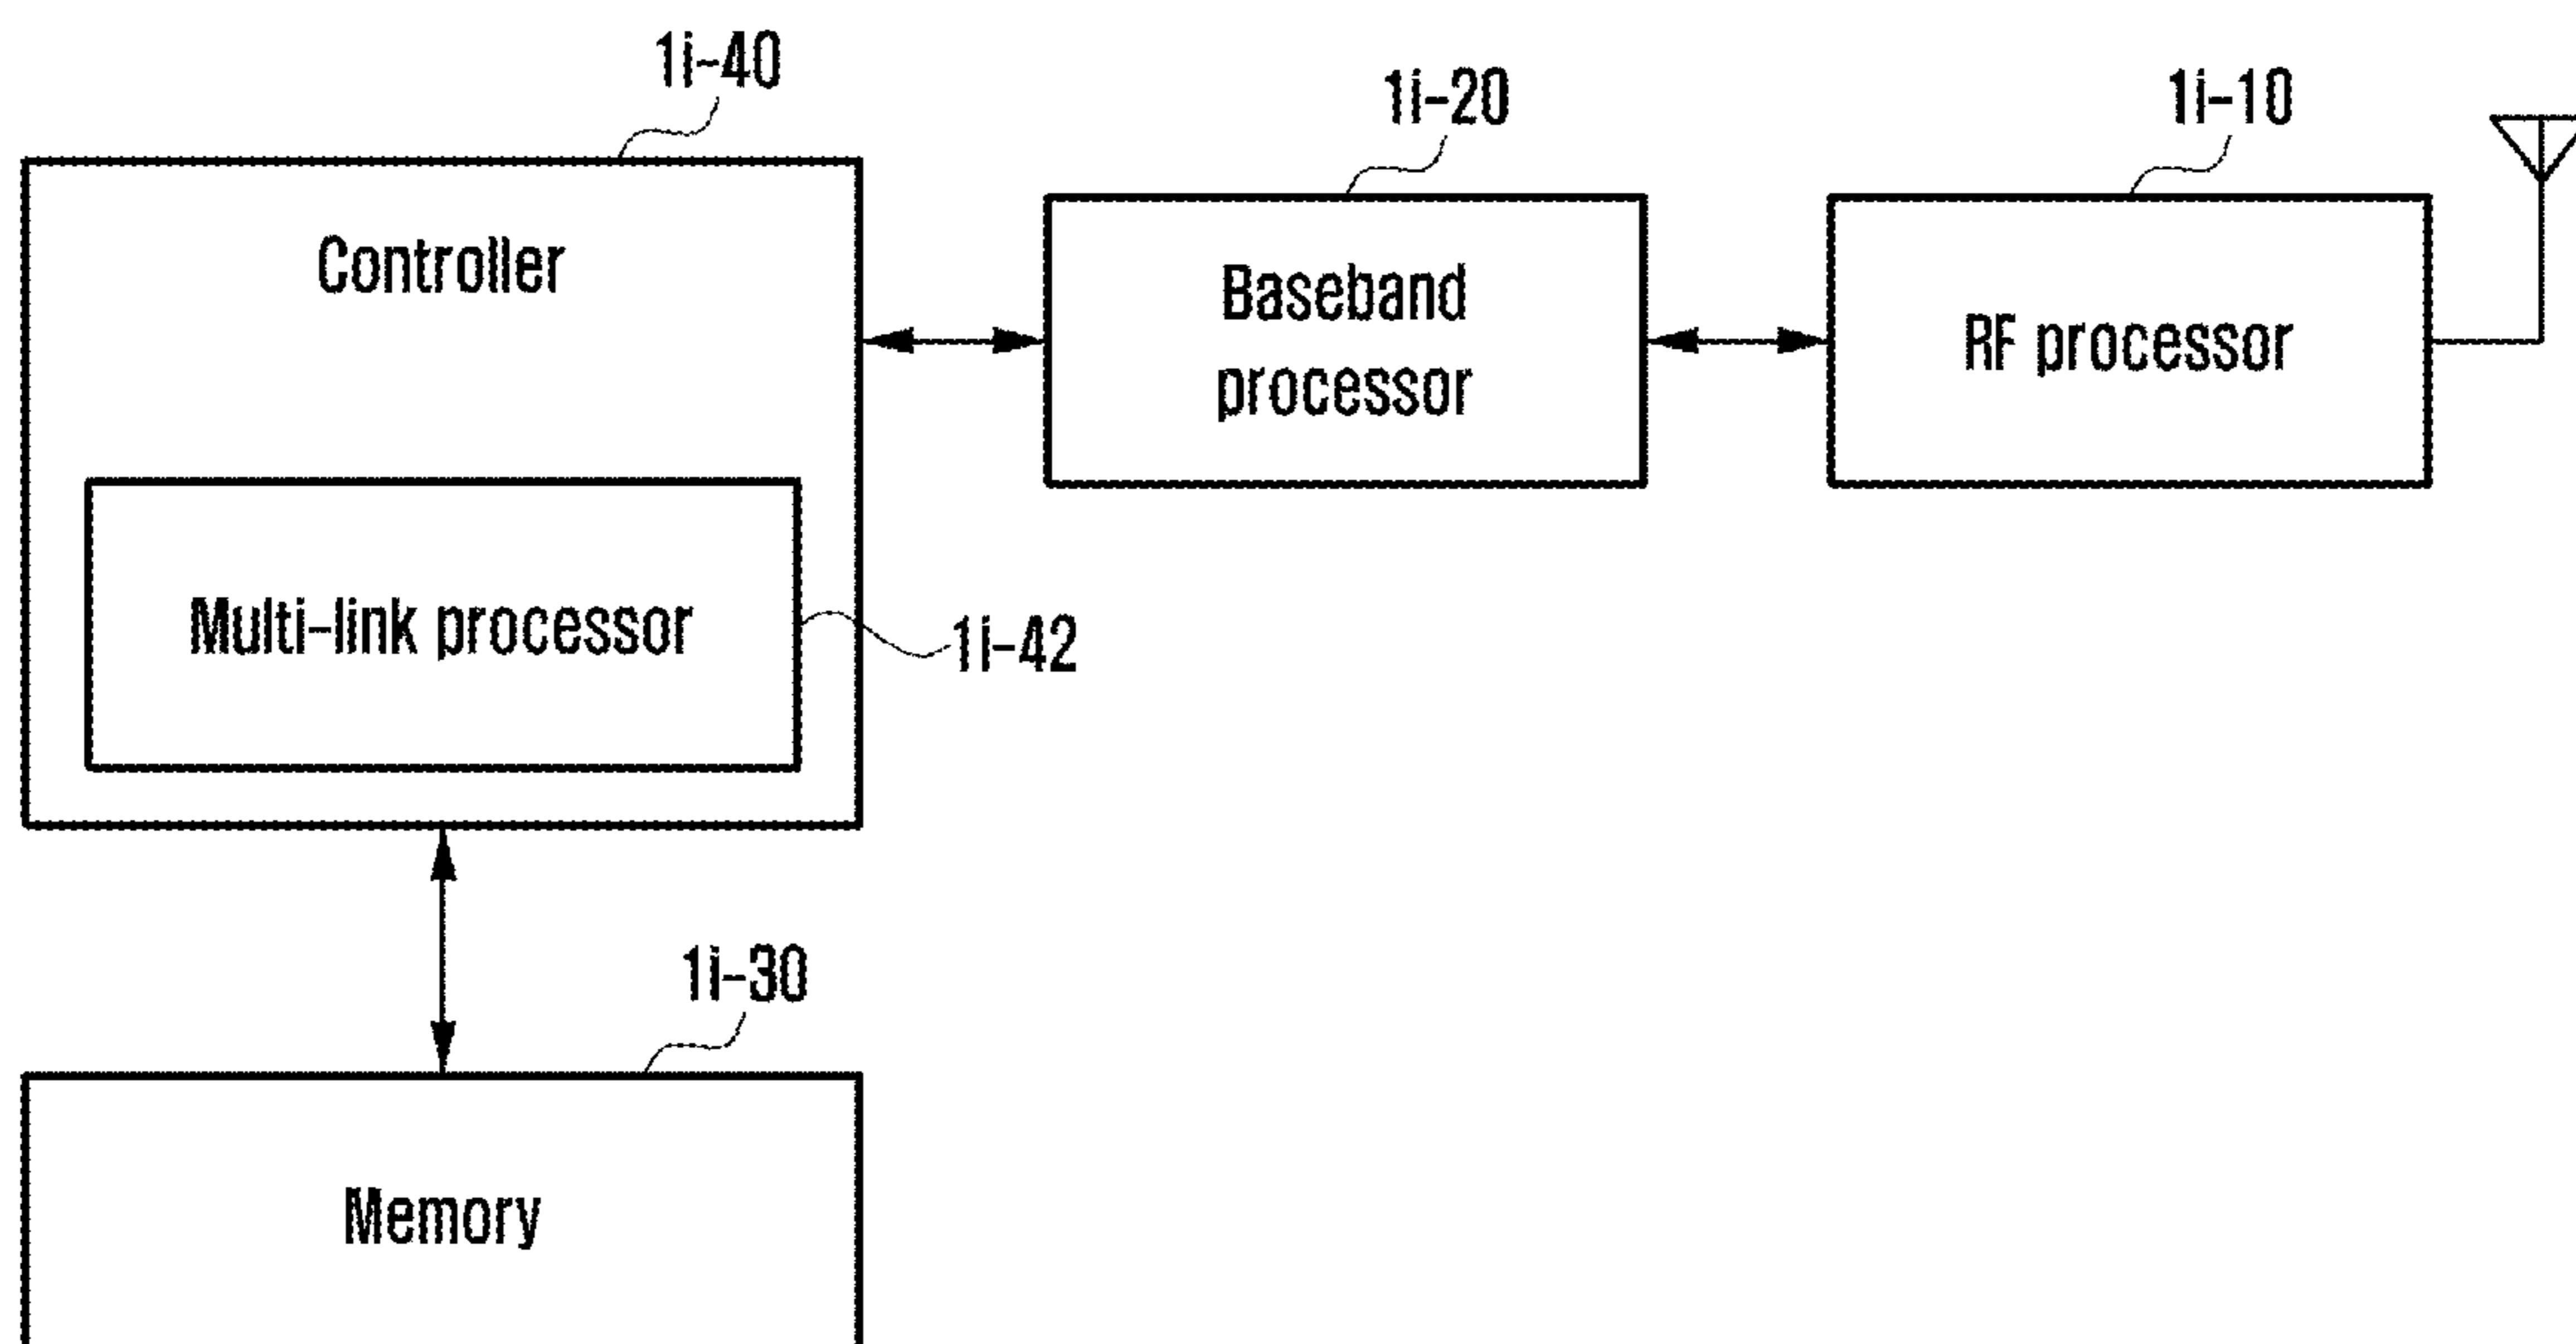 1i-40
1i-20
1i-10
Controller
Baseband
processor
RF processor
Multi-link processor
1i-42
1i-30
Memory